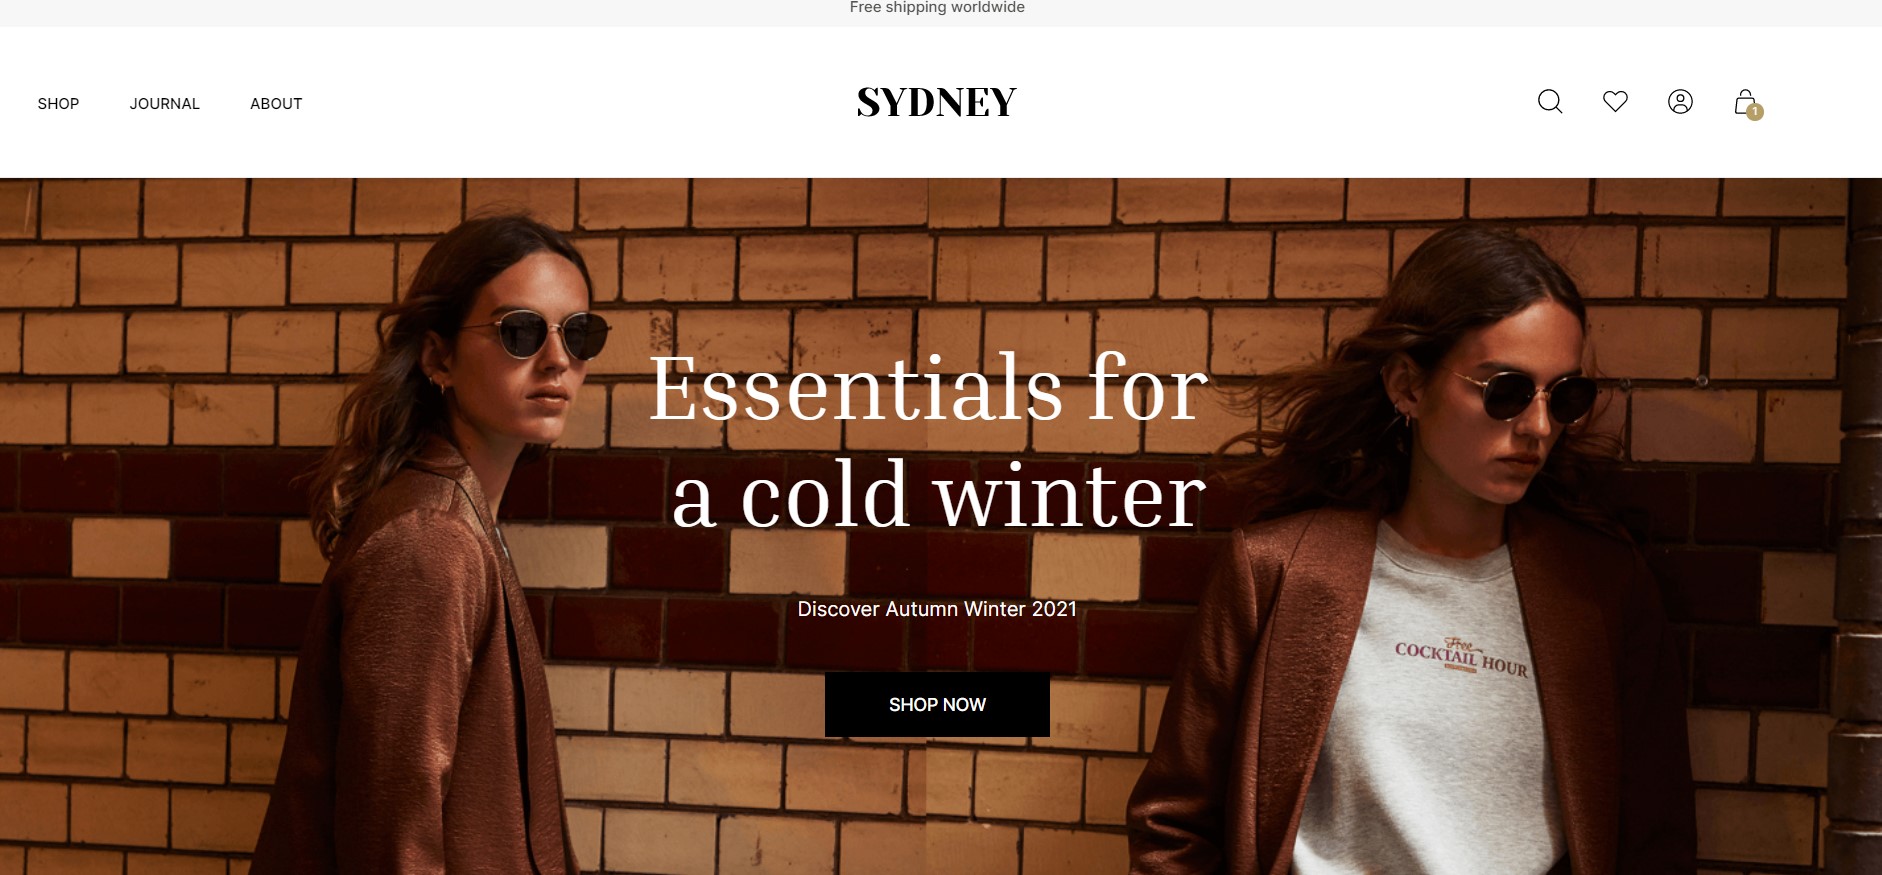 Free shipping worldwide
SHOP
JOURNAL
ABOUT
SYDNEY
1
Essentials for
a cold winter
Discover Autumn Winter 2021
SHOP NOW
Free
COCKTAIL HOUR